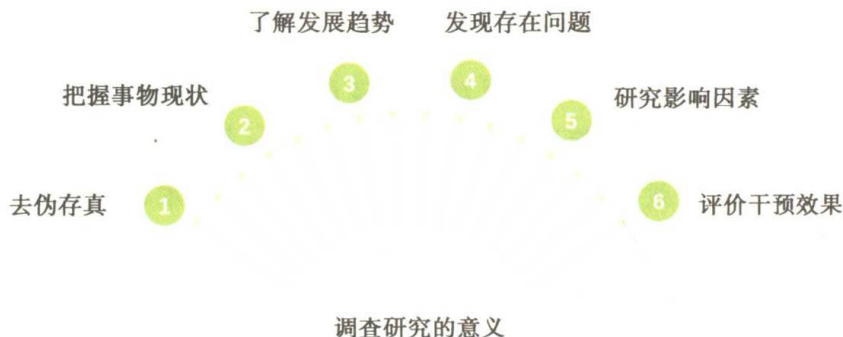 了解发展趋势 发现存在问题
3 4
把握事物现状 研究影响因素
2 5
去伪存真 1 6 评价干预效果
调查研究的意义